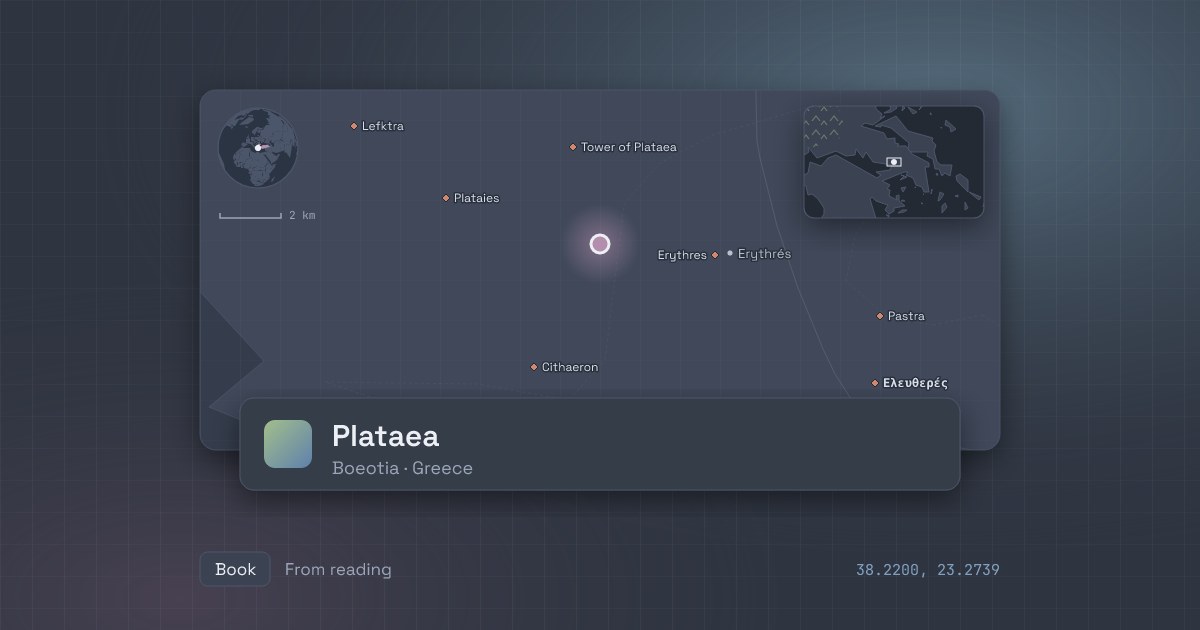 Lefktra
Tower of Plataea
Plataies
2 km
Erythres
Erythrés
Pastra
Cithaeron
Ελευθερές
Plataea
Boeotia · Greece
Book
From reading
38.2200, 23.2739